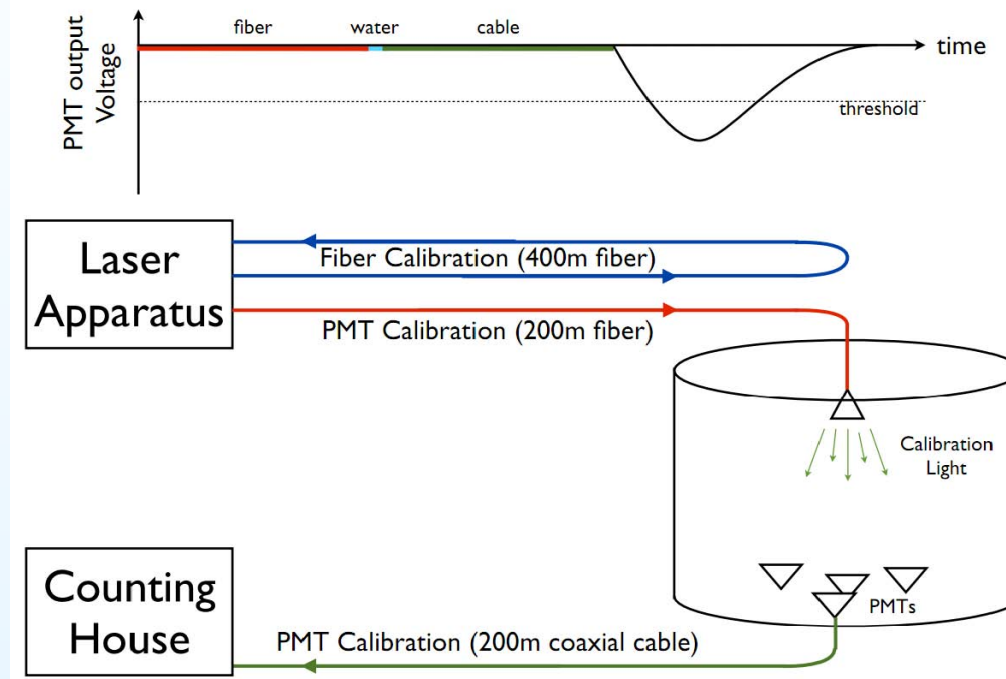 PMT output
Voltage
fiber
water
cable
time
threshold
Laser
Apparatus
Fiber Calibration (400m fiber)
PMT Calibration (200m fiber)
Calibration
Light
PMTs
Counting
House
PMT Calibration (200m coaxial cable)